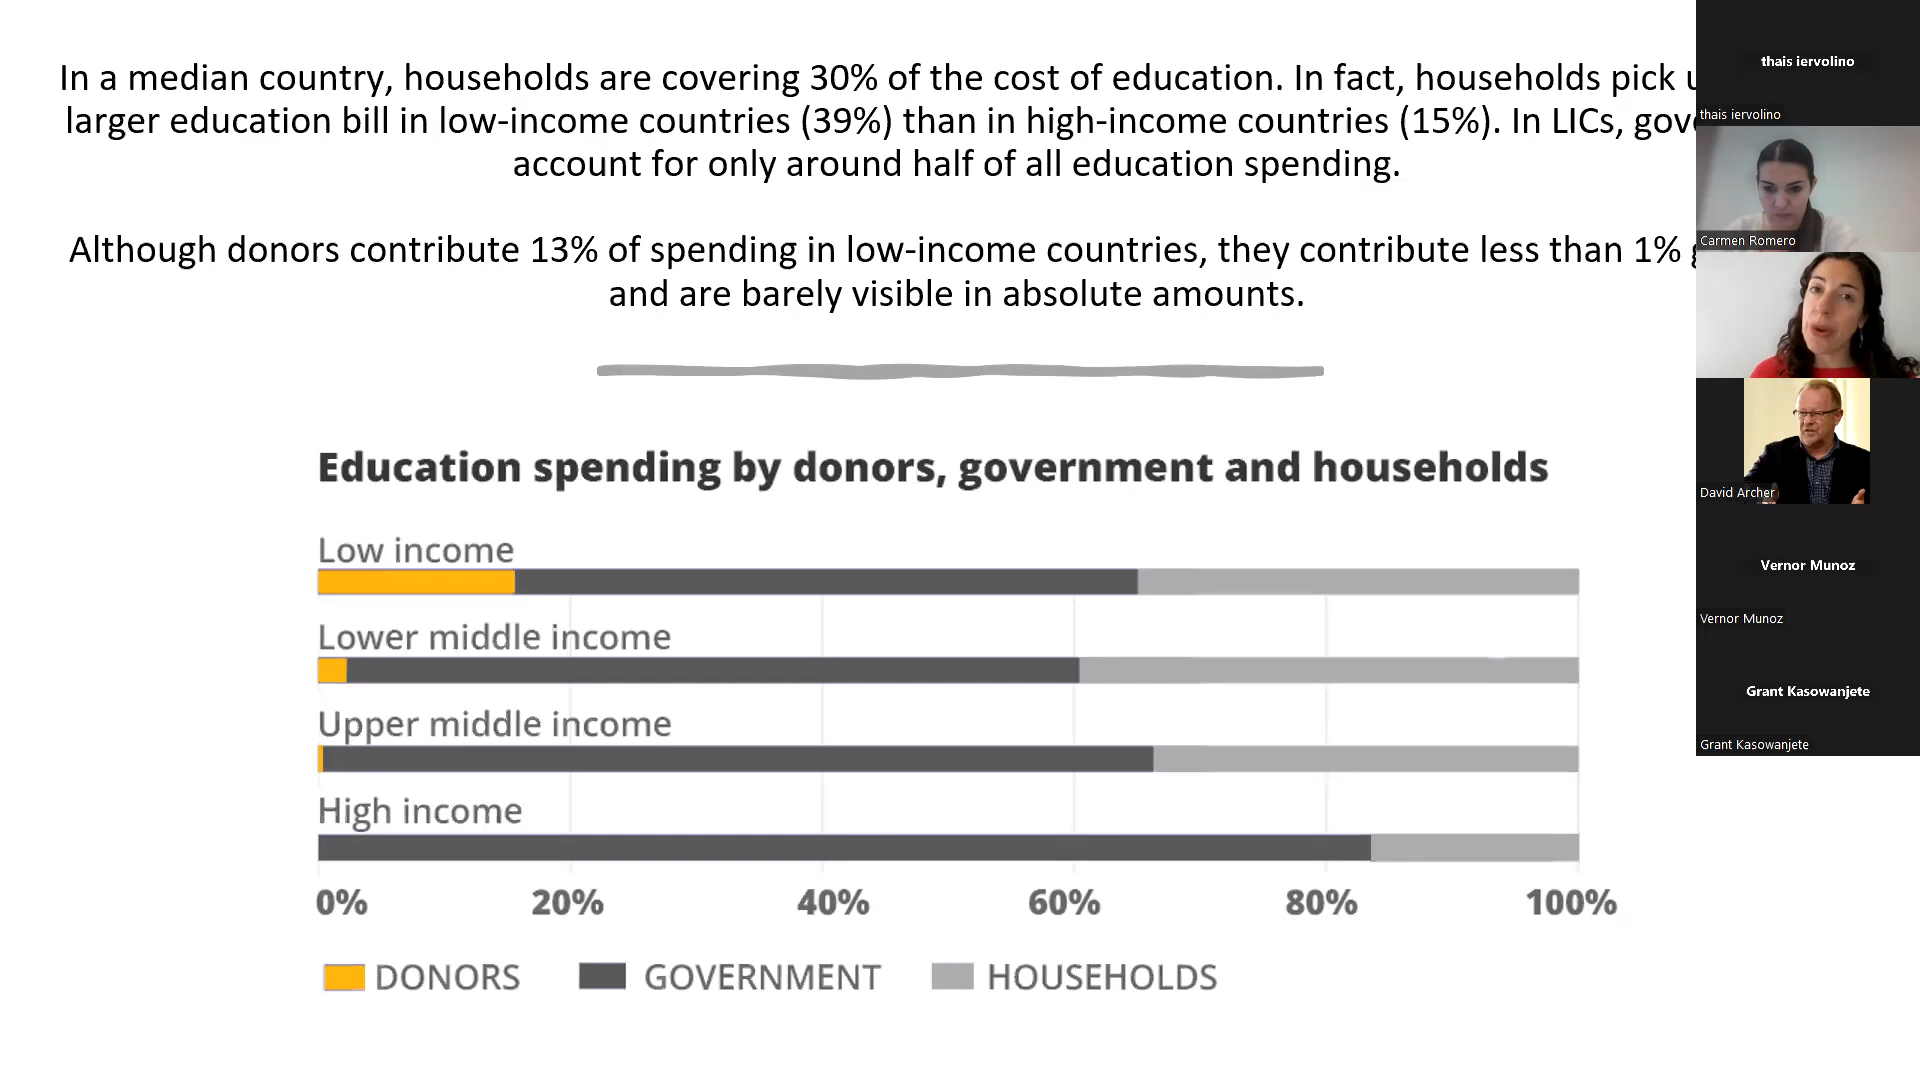 In a median country, households are covering 30% of the cost of education. In fact, households pick
larger education bill in low-income countries (39%) than in high-income countries (15%). In LICs,
account for only around half of all education spending.
Although donors contribute 13% of spending in low-income countries, they contribute less than 1%
and are barely visible in absolute amounts.
Education spending by donors, government and households
Low income
Lower middle income
Upper middle income
High income
0% 20% 40% 60% 80% 100%
DONORS GOVERNMENT HOUSEHOLDS
thais iervolino
thais iervolino
Carmen Romero
David Archer
Vernor Munoz
Vernor Munoz
Grant Kasowanjete
Grant Kasowanjete